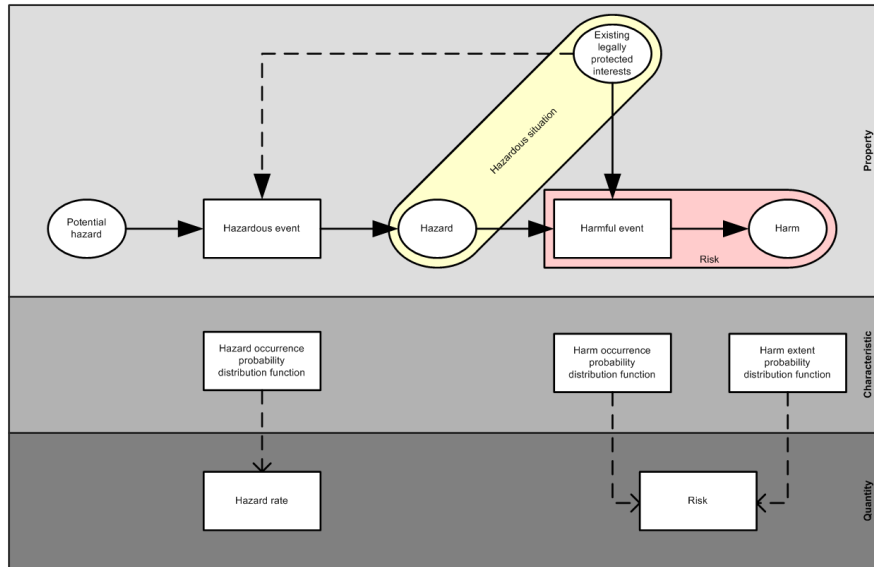 Existing
legally
protected
interests
Hazardous situation
Property
Potential
hazard
Hazardous event
Hazard
Harmful event
Harm
Risk
Hazard occurrence
probability
distribution function
Harm occurrence
probability
distribution function
Harm extent
probability
distribution function
Characteristic
Hazard rate
Risk
Quantity